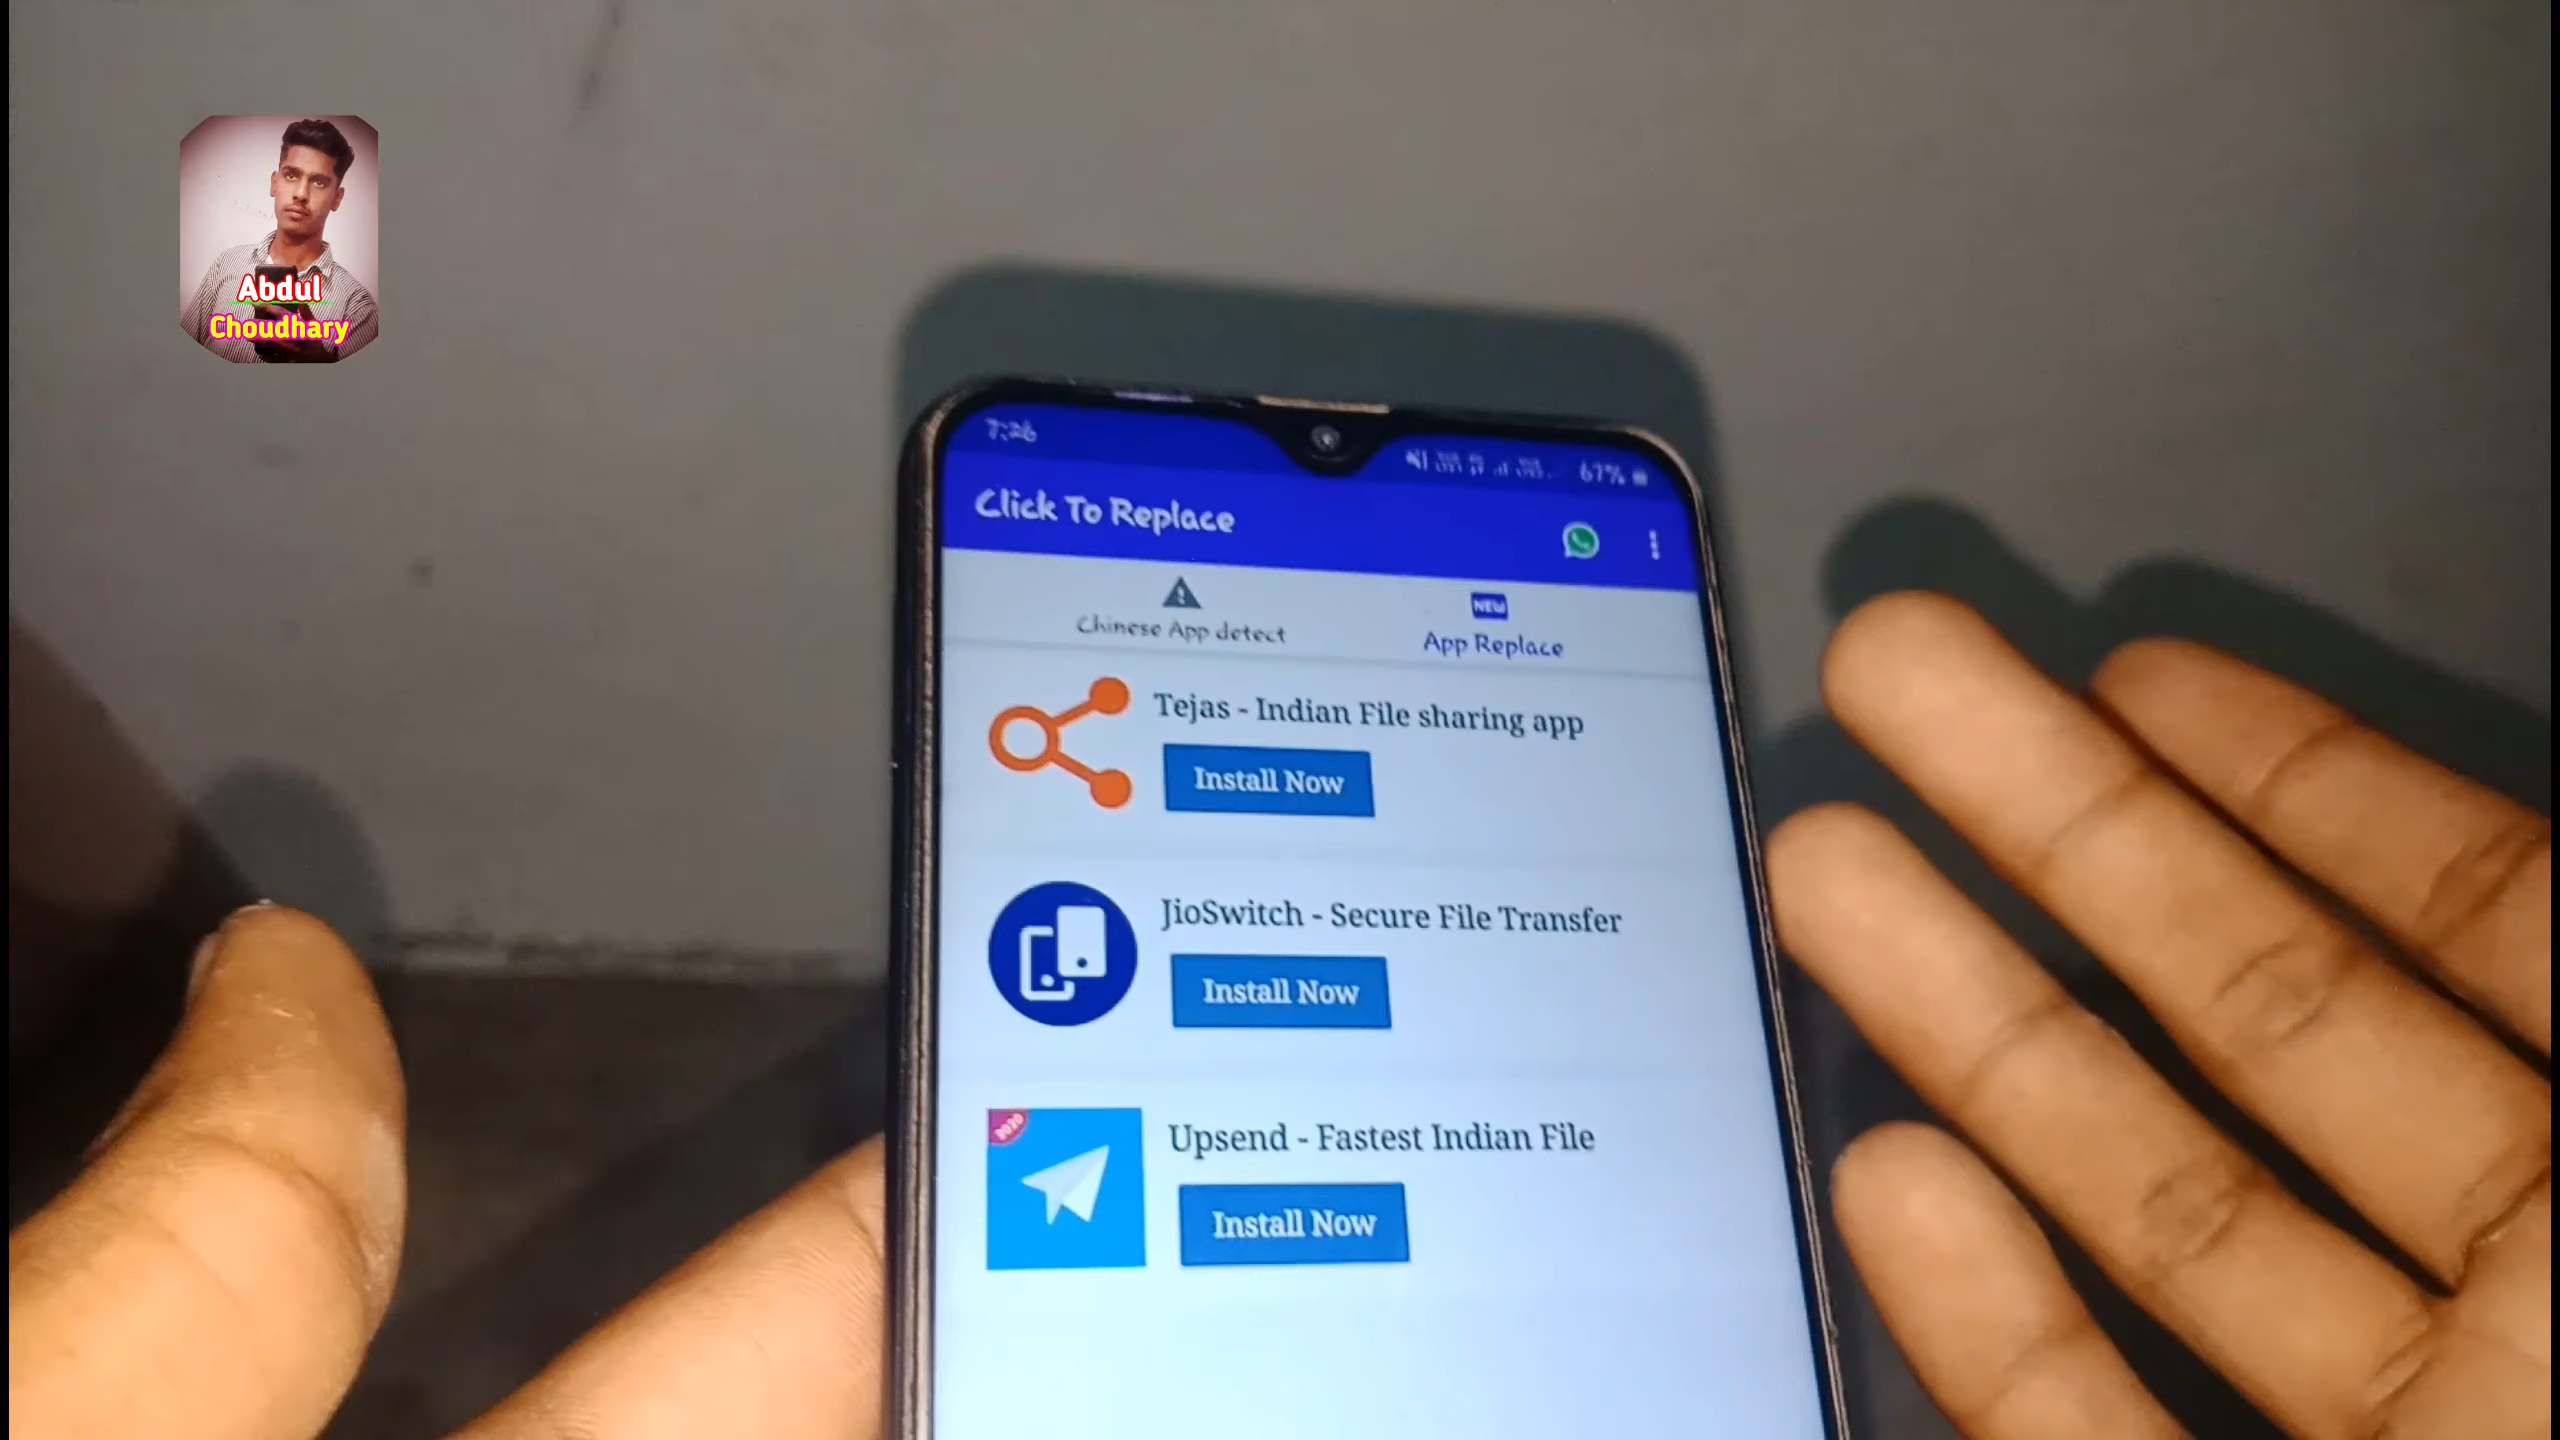 Abdul
Choudhary
7:26
67%
Click To Replace
Chinese App detect
NEW
App Replace
Tejas - Indian File sharing app
Install Now
JioSwitch - Secure File Transfer
Install Now
2020
Upsend - Fastest Indian File
Install Now